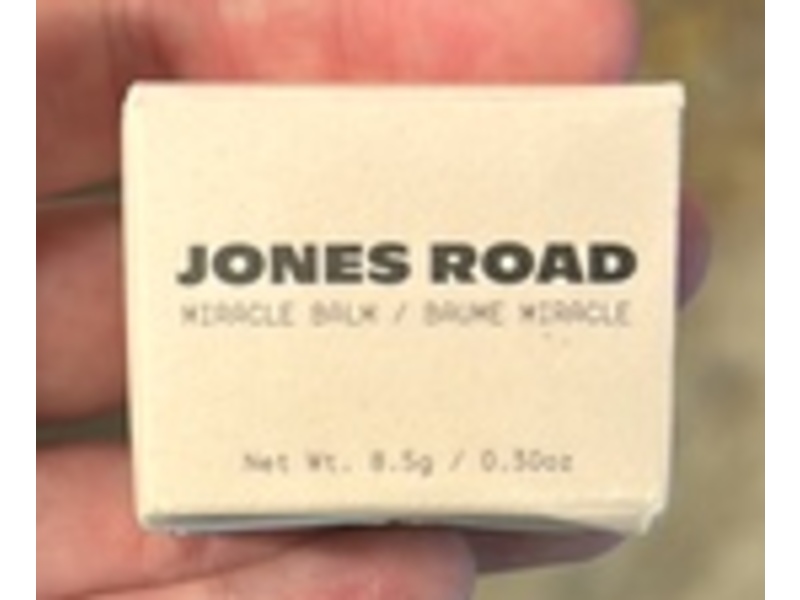 JONES ROAD
MIRACLE BALM / BAUME MIRACLE
Net Wt. 8.5g / 0.30oz